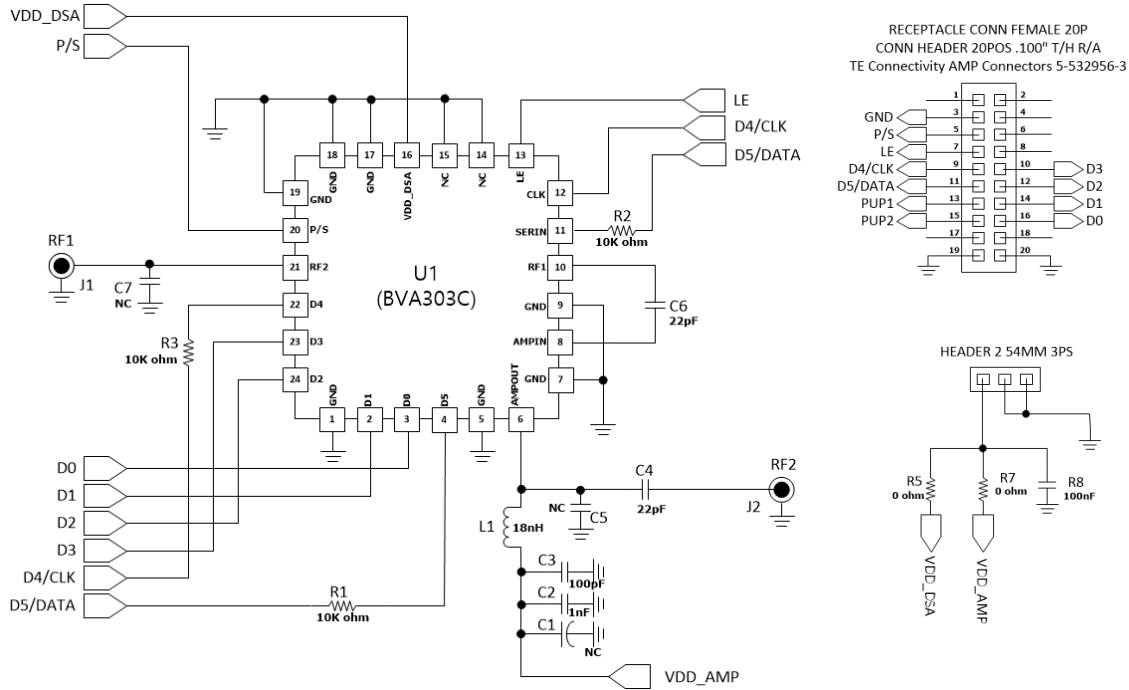 VDD_DSA
P/S
LE
D4/CLK
D5/DATA
18
17
16
15
14
13
GND
GND
VDD_DSA
NC
NC
LE
19
GND
12
CLK
20
P/S
11
SERIN
R2
10K ohm
RF1
J1
C7
NC
21
RF2
10
RF1
U1
(BVA303C)
22
D4
9
GND
C6
22pF
R3
10K ohm
23
D3
8
AMPIN
24
D2
7
GND
GND
D1
D0
D5
GND
AMPOUT
1
2
3
4
5
6
D0
D1
D2
D3
D4/CLK
D5/DATA
R1
10K ohm
C4
22pF
RF2
J2
NC
C5
L1
18nH
C3
100pF
C2
1nF
C1
NC
VDD_AMP
RECEPTACLE CONN FEMALE 20P
CONN HEADER 20POS .100" T/H R/A
TE Connectivity AMP Connectors 5-532956-3
1
2
GND
3
4
P/S
5
6
LE
7
8
D4/CLK
9
10
D3
D5/DATA
11
12
D2
PUP1
13
14
D1
PUP2
15
16
D0
17
18
19
20
HEADER 2 54MM 3PS
R5
0 ohm
R7
0 ohm
R8
100nF
VDD_DSA
VDD_AMP